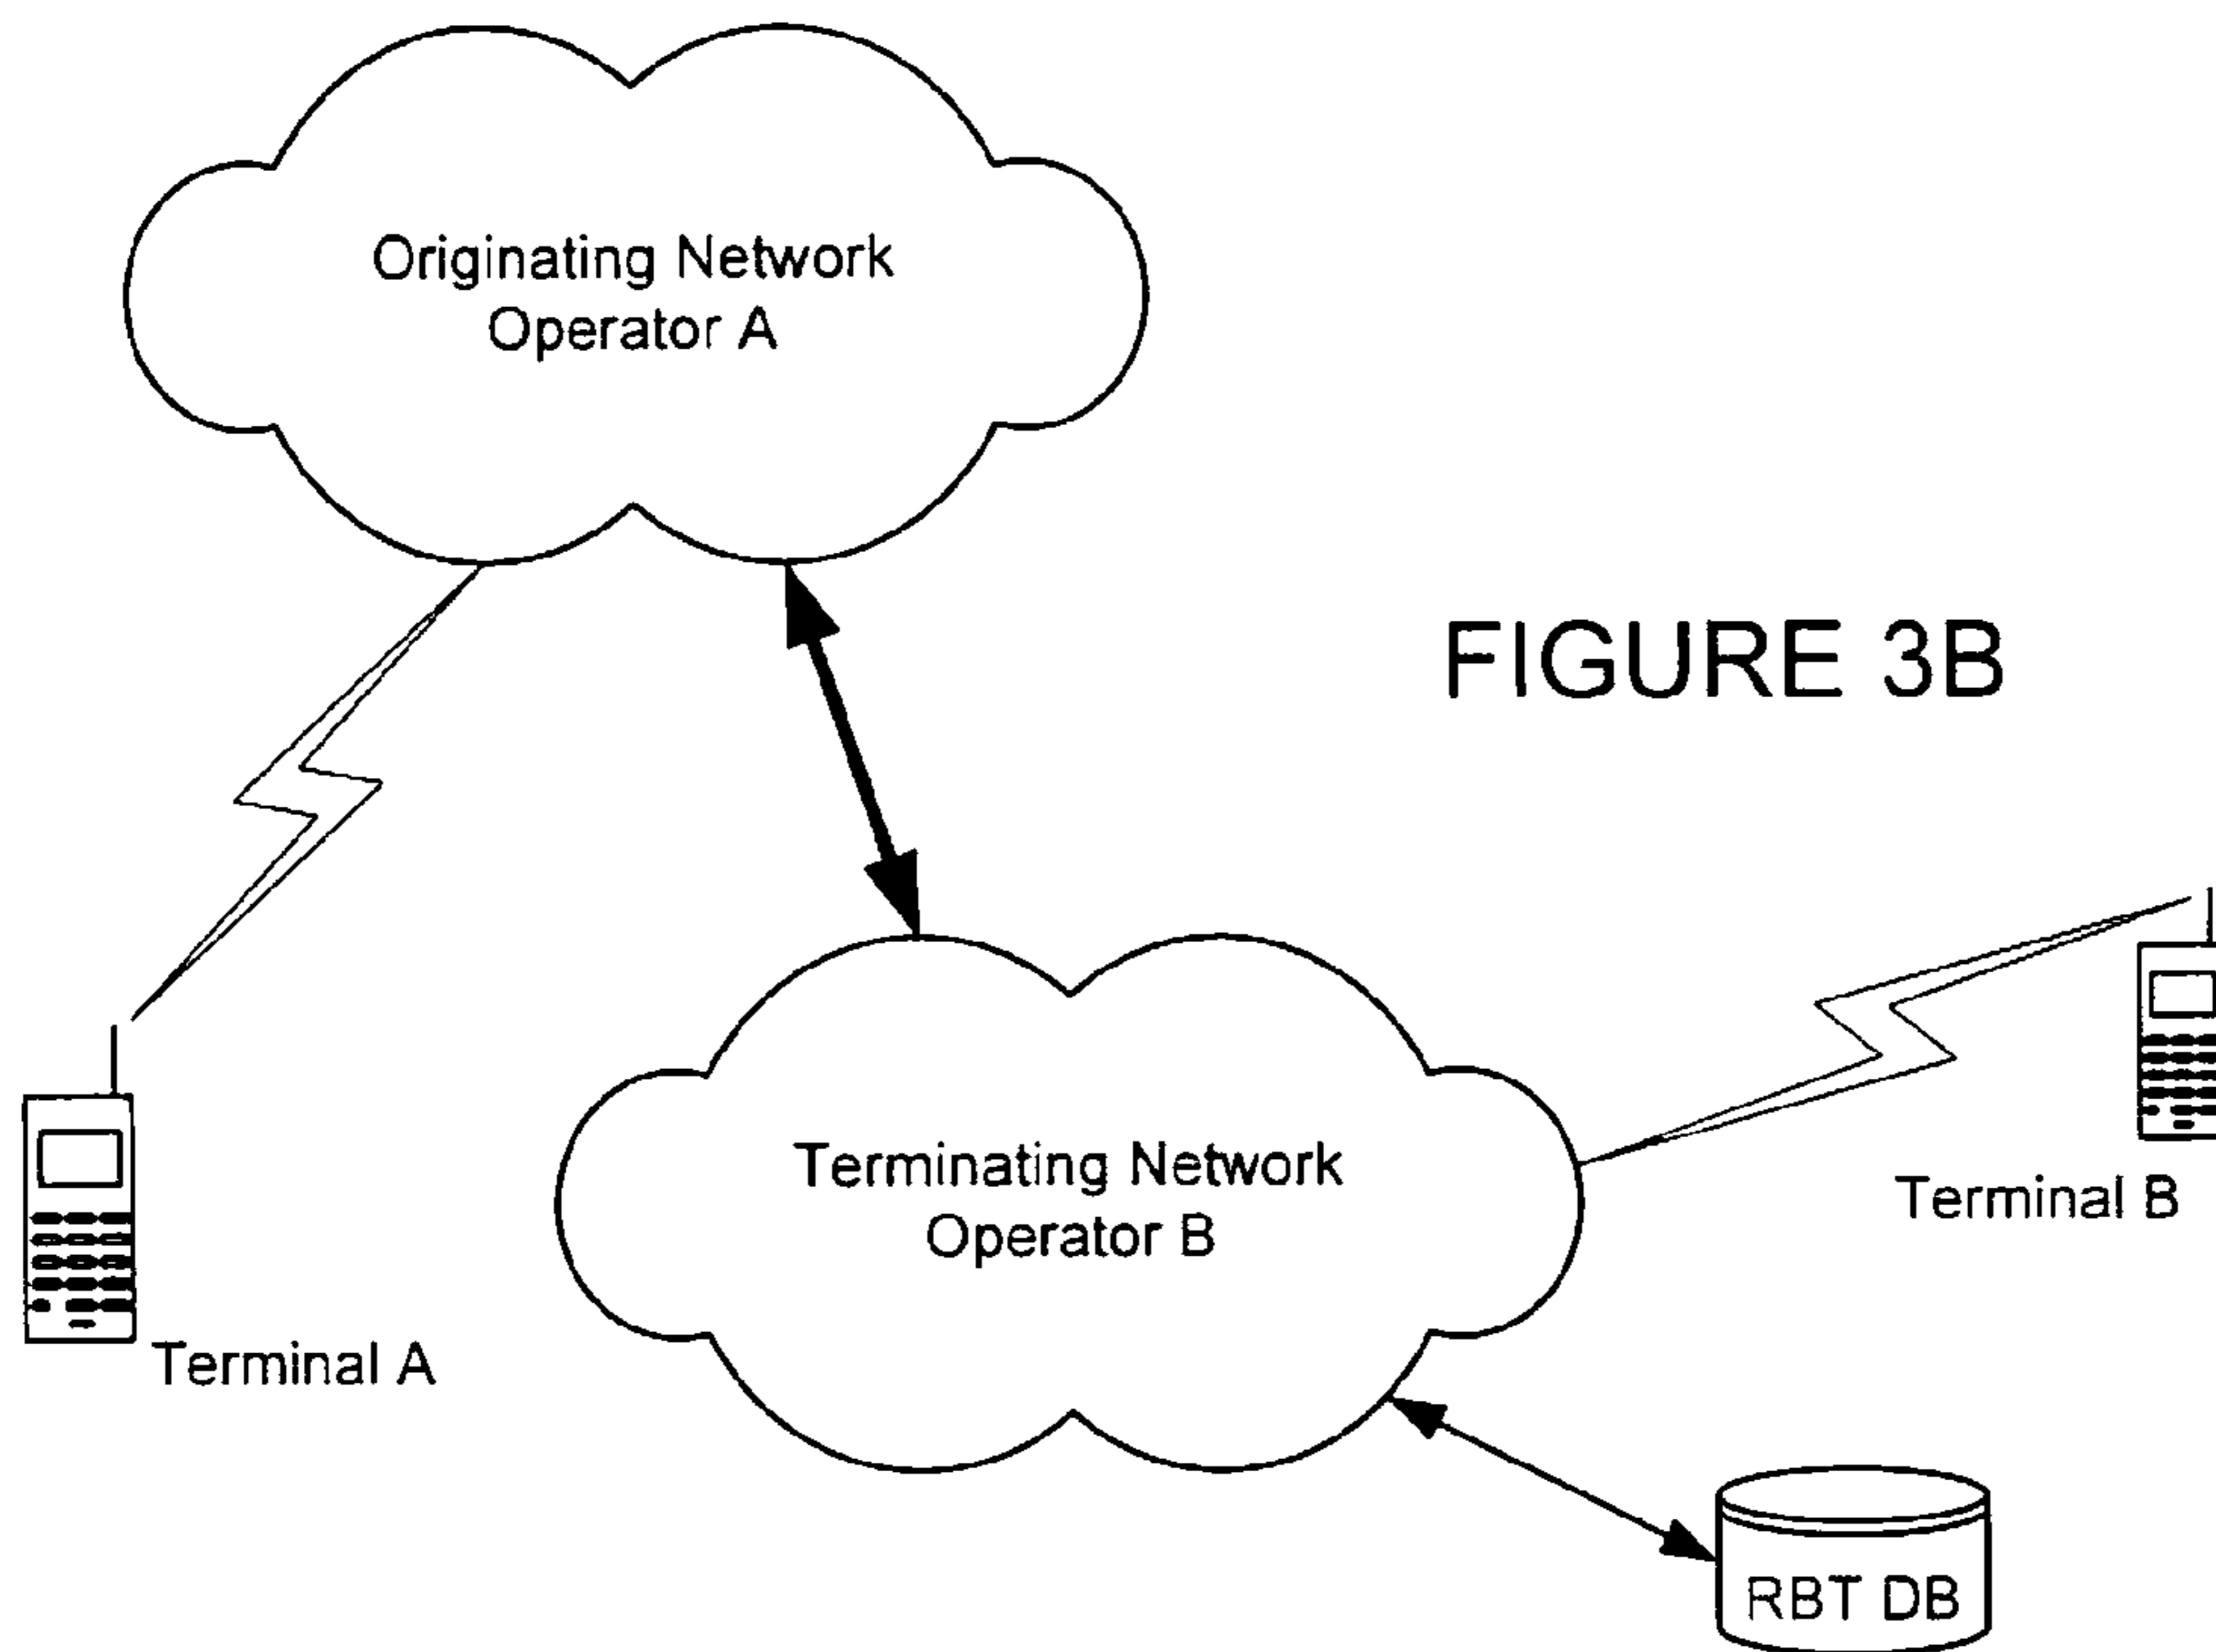 Originating Network
Operator A
FIGURE 3B
Terminating Network
Operator B
Terminal B
Terminal A
RBT DB